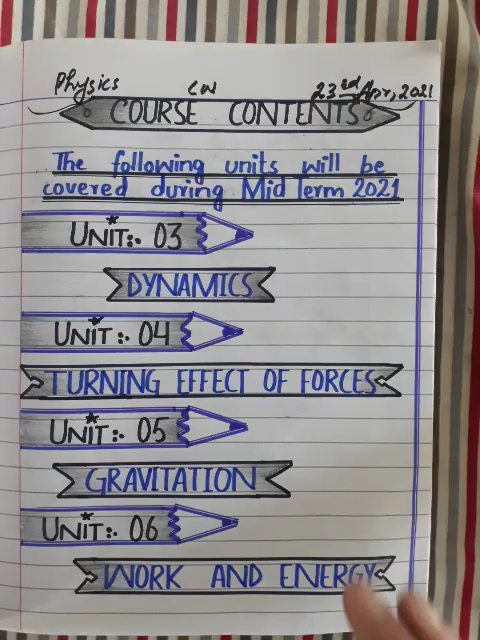 Physics CW 23rd Apr, 2021
COURSE CONTENTS
The following units will be
covered during Mid Term 2021
UNIT:- 03
DYNAMICS
UNIT:- 04
TURNING EFFECT OF FORCES
UNIT:- 05
GRAVITATION
UNIT:- 06
WORK AND ENERGY